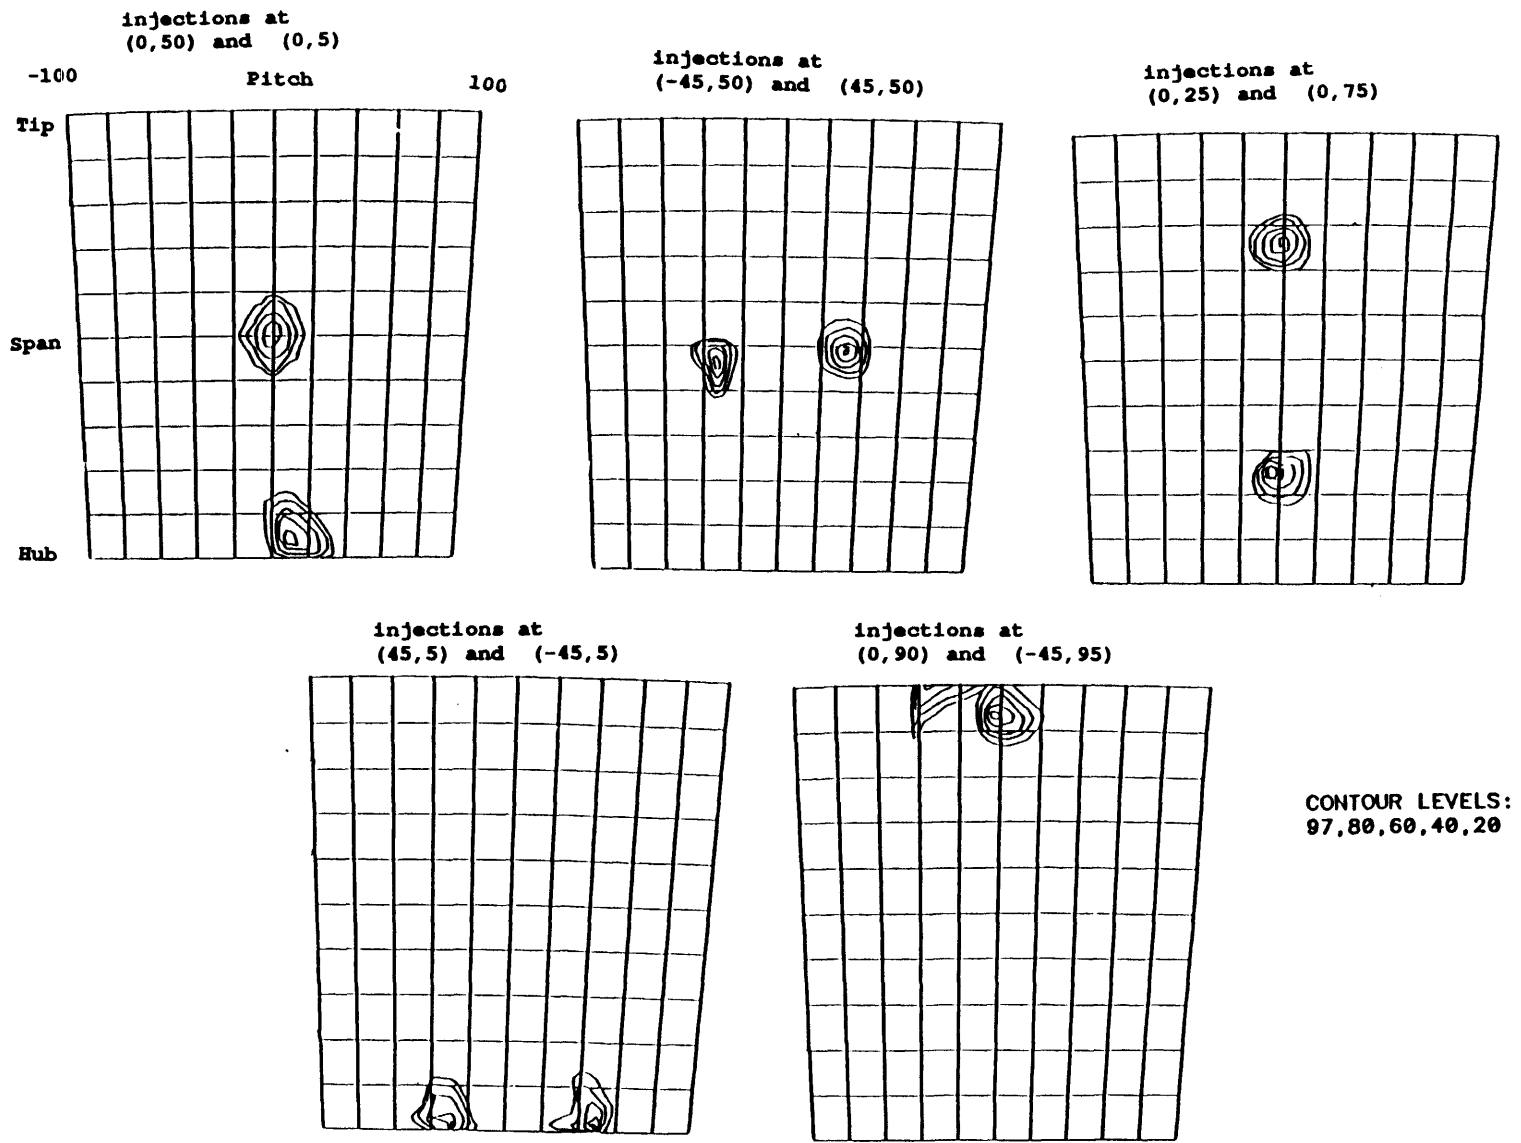 injections at
(0,50) and (0,5)
-100 Pitch 100
Tip
Span
Hub
injections at
(-45,50) and (45,50)
injections at
(0,25) and (0,75)
injections at
(45,5) and (-45,5)
injections at
(0,90) and (-45,95)
CONTOUR LEVELS:
97,80,60,40,20